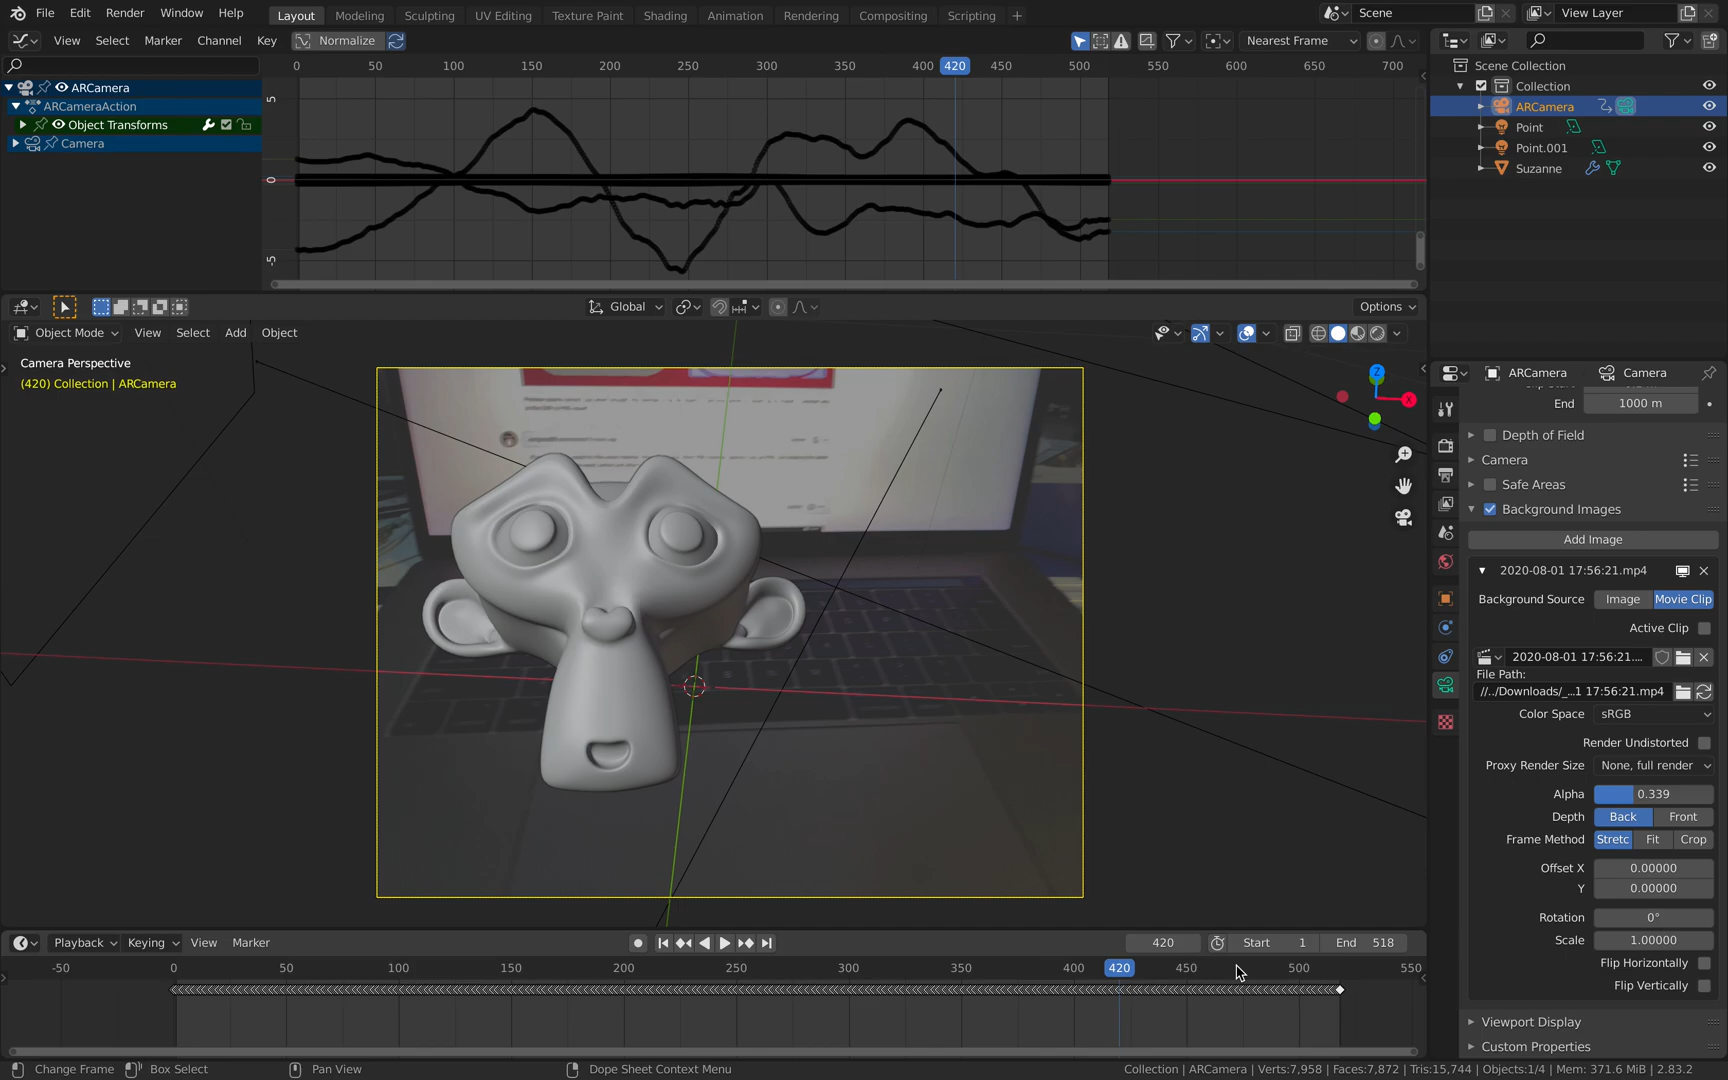 File Edit Render Window Help Layout Modeling Sculpting UV Editing Texture Paint Shading Animation Rendering Compositing Scripting + Scene View Layer
View Select Marker Channel Key Normalize Nearest Frame
0 50 100 150 200 250 300 350 400 420 450 500 550 600 650 700
Scene Collection
Collection
ARCamera
Point
Point.001
Suzanne
ARCamera
ARCameraAction
Object Transforms
Camera
5
0
-5
Global Options
Object Mode View Select Add Object
Camera Perspective
(420) Collection | ARCamera
Z
X
ARCamera Camera
End 1000 m
Depth of Field
Camera
Safe Areas
Background Images
Add Image
2020-08-01 17:56:21.mp4
Background Source Image Movie Clip
Active Clip
2020-08-01 17:56:21....
File Path:
//../Downloads/_...1 17:56:21.mp4
Color Space sRGB
Render Undistorted
Proxy Render Size None, full render
Alpha 0.339
Depth Back Front
Frame Method Stretc Fit Crop
Offset X 0.00000
Y 0.00000
Rotation 0°
Scale 1.00000
Flip Horizontally
Flip Vertically
Viewport Display
Custom Properties
Playback Keying View Marker 420 Start 1 End 518
-50 0 50 100 150 200 250 300 350 400 420 450 500 550
Change Frame Box Select Pan View Dope Sheet Context Menu Collection | ARCamera | Verts:7,958 | Faces:7,872 | Tris:15,744 | Objects:1/4 | Mem: 371.6 MiB | 2.83.2